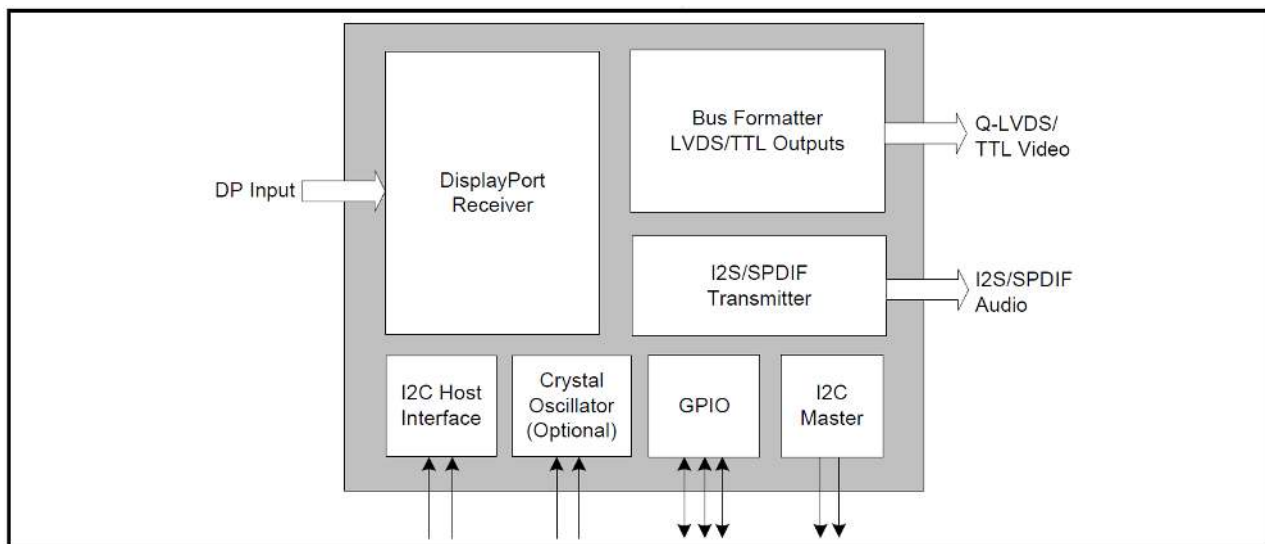 DP Input
DisplayPort
Receiver
Bus Formatter
LVDS/TTL Outputs
Q-LVDS/
TTL Video
I2S/SPDIF
Transmitter
I2S/SPDIF
Audio
I2C Host
Interface
Crystal
Oscillator
(Optional)
GPIO
I2C
Master